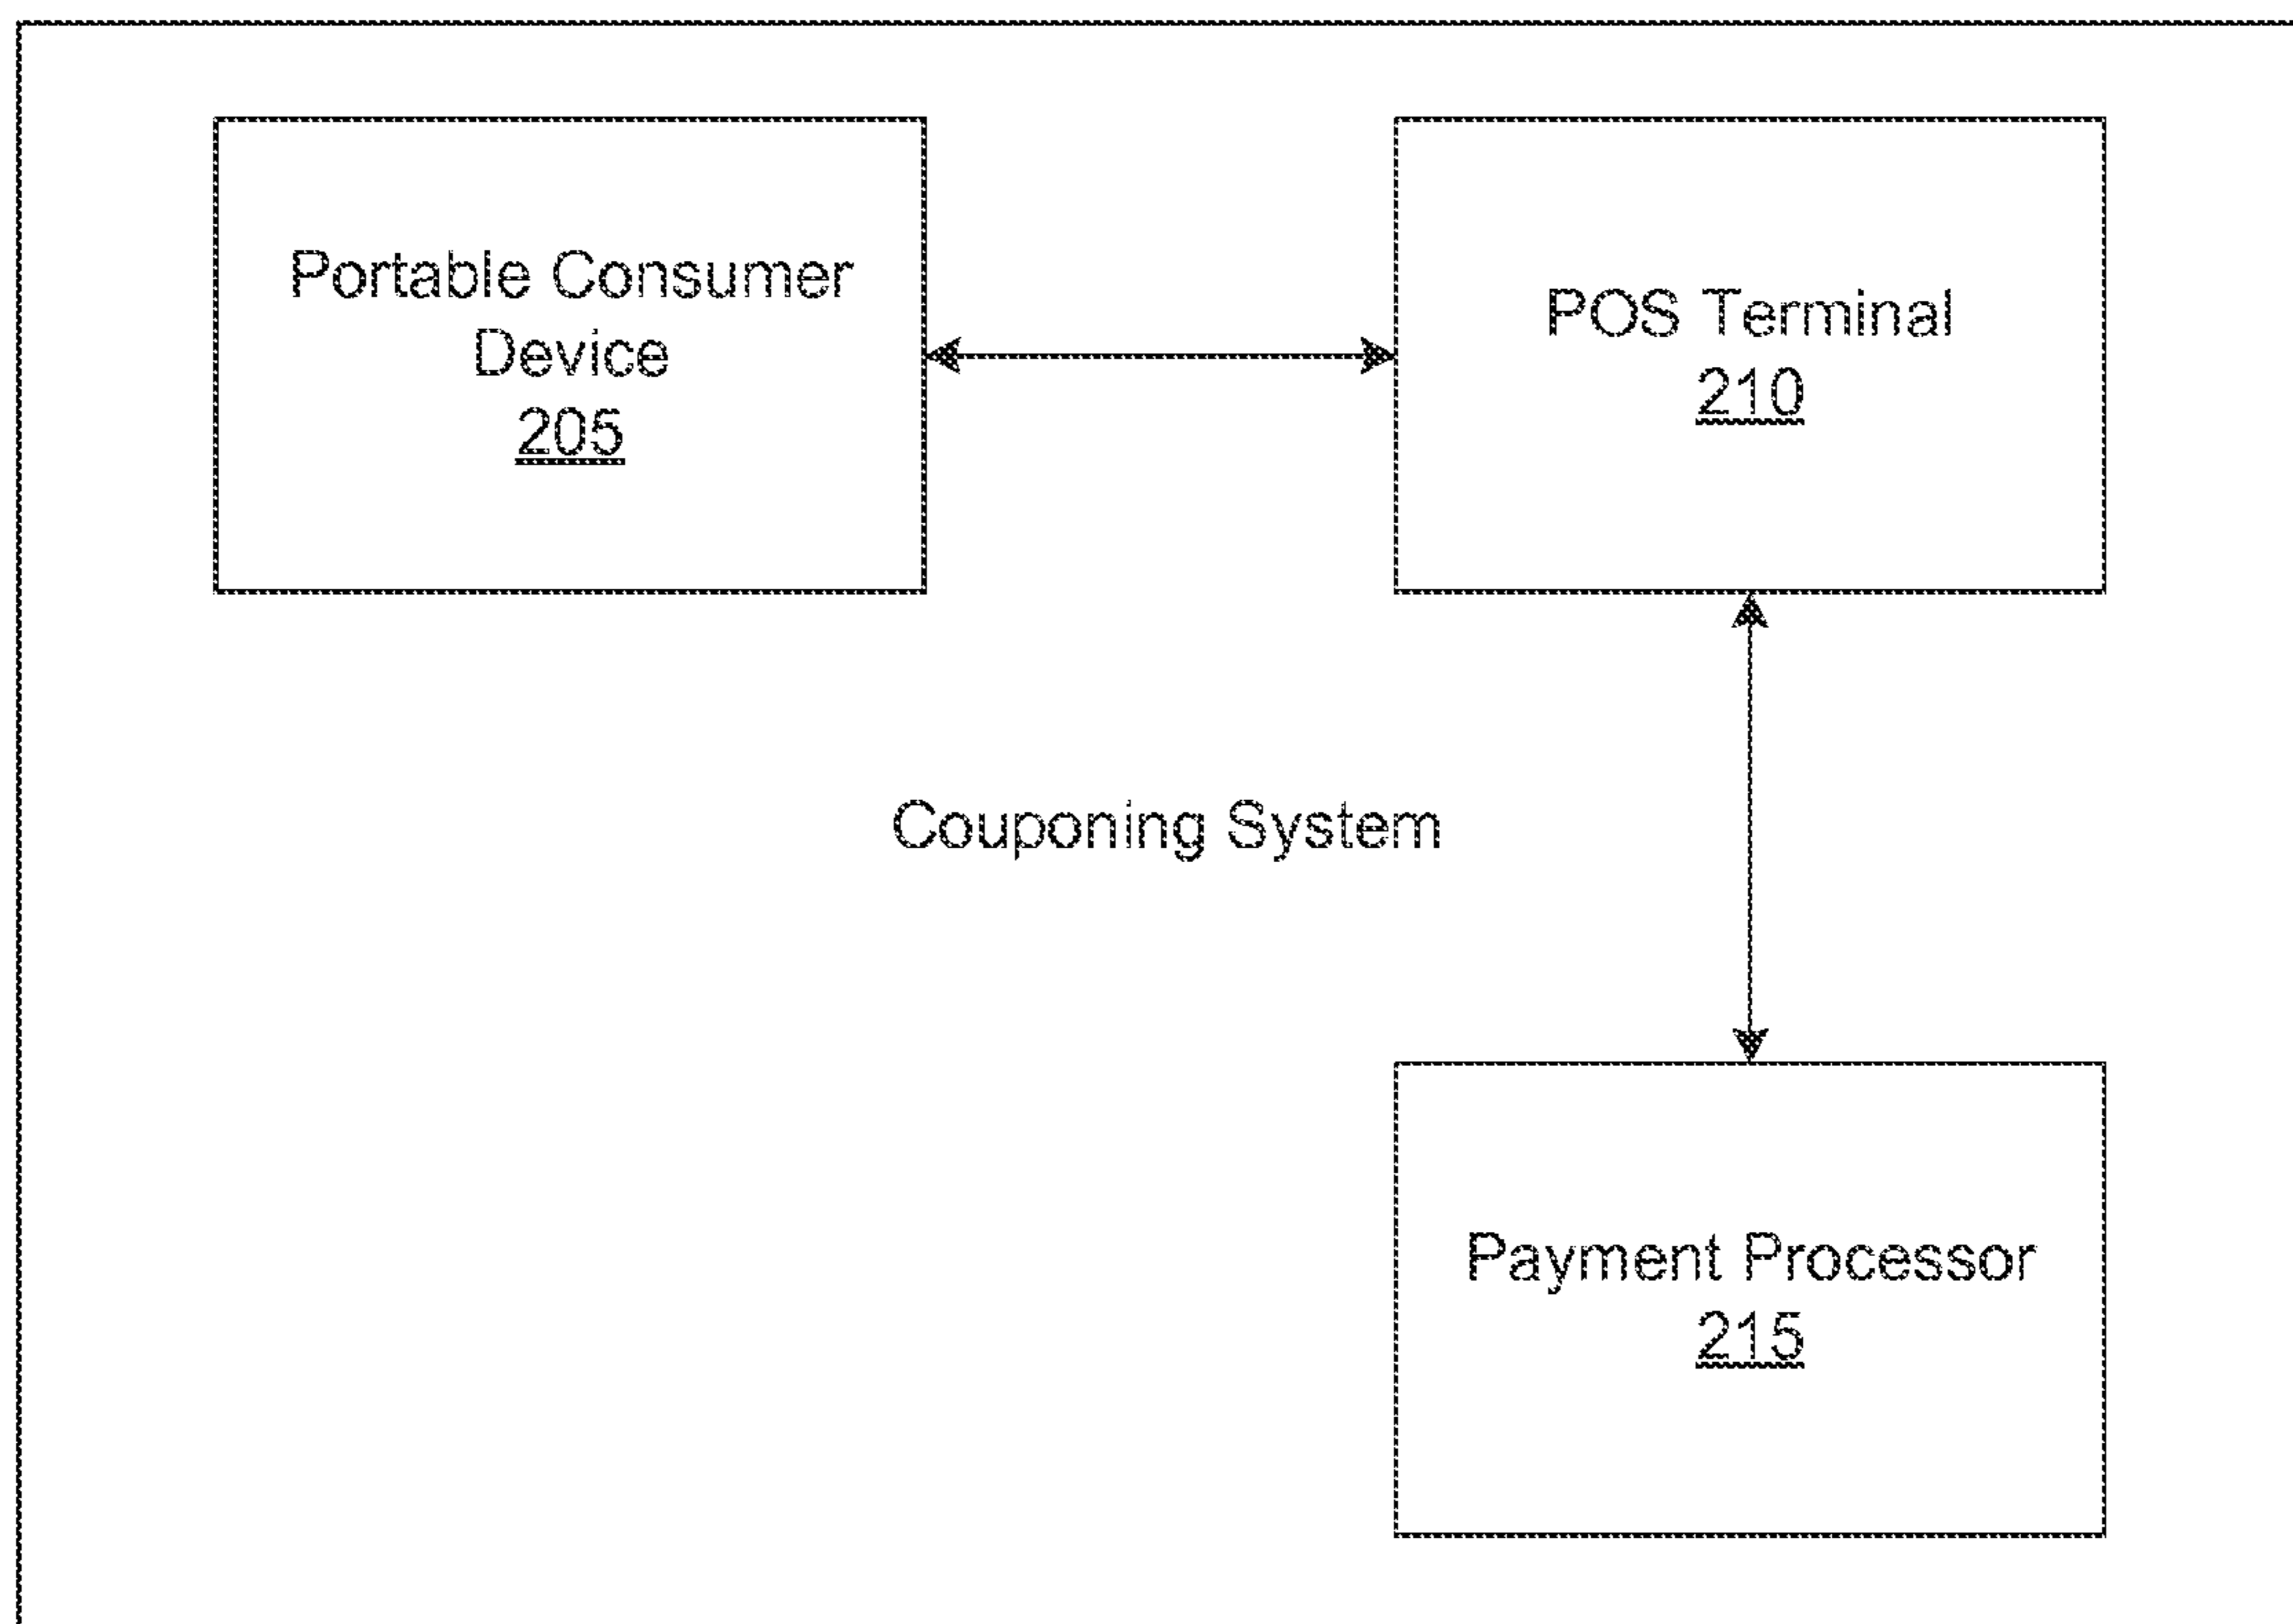 Portable Consumer
Device
205
POS Terminal
210
Couponing System
Payment Processor
215